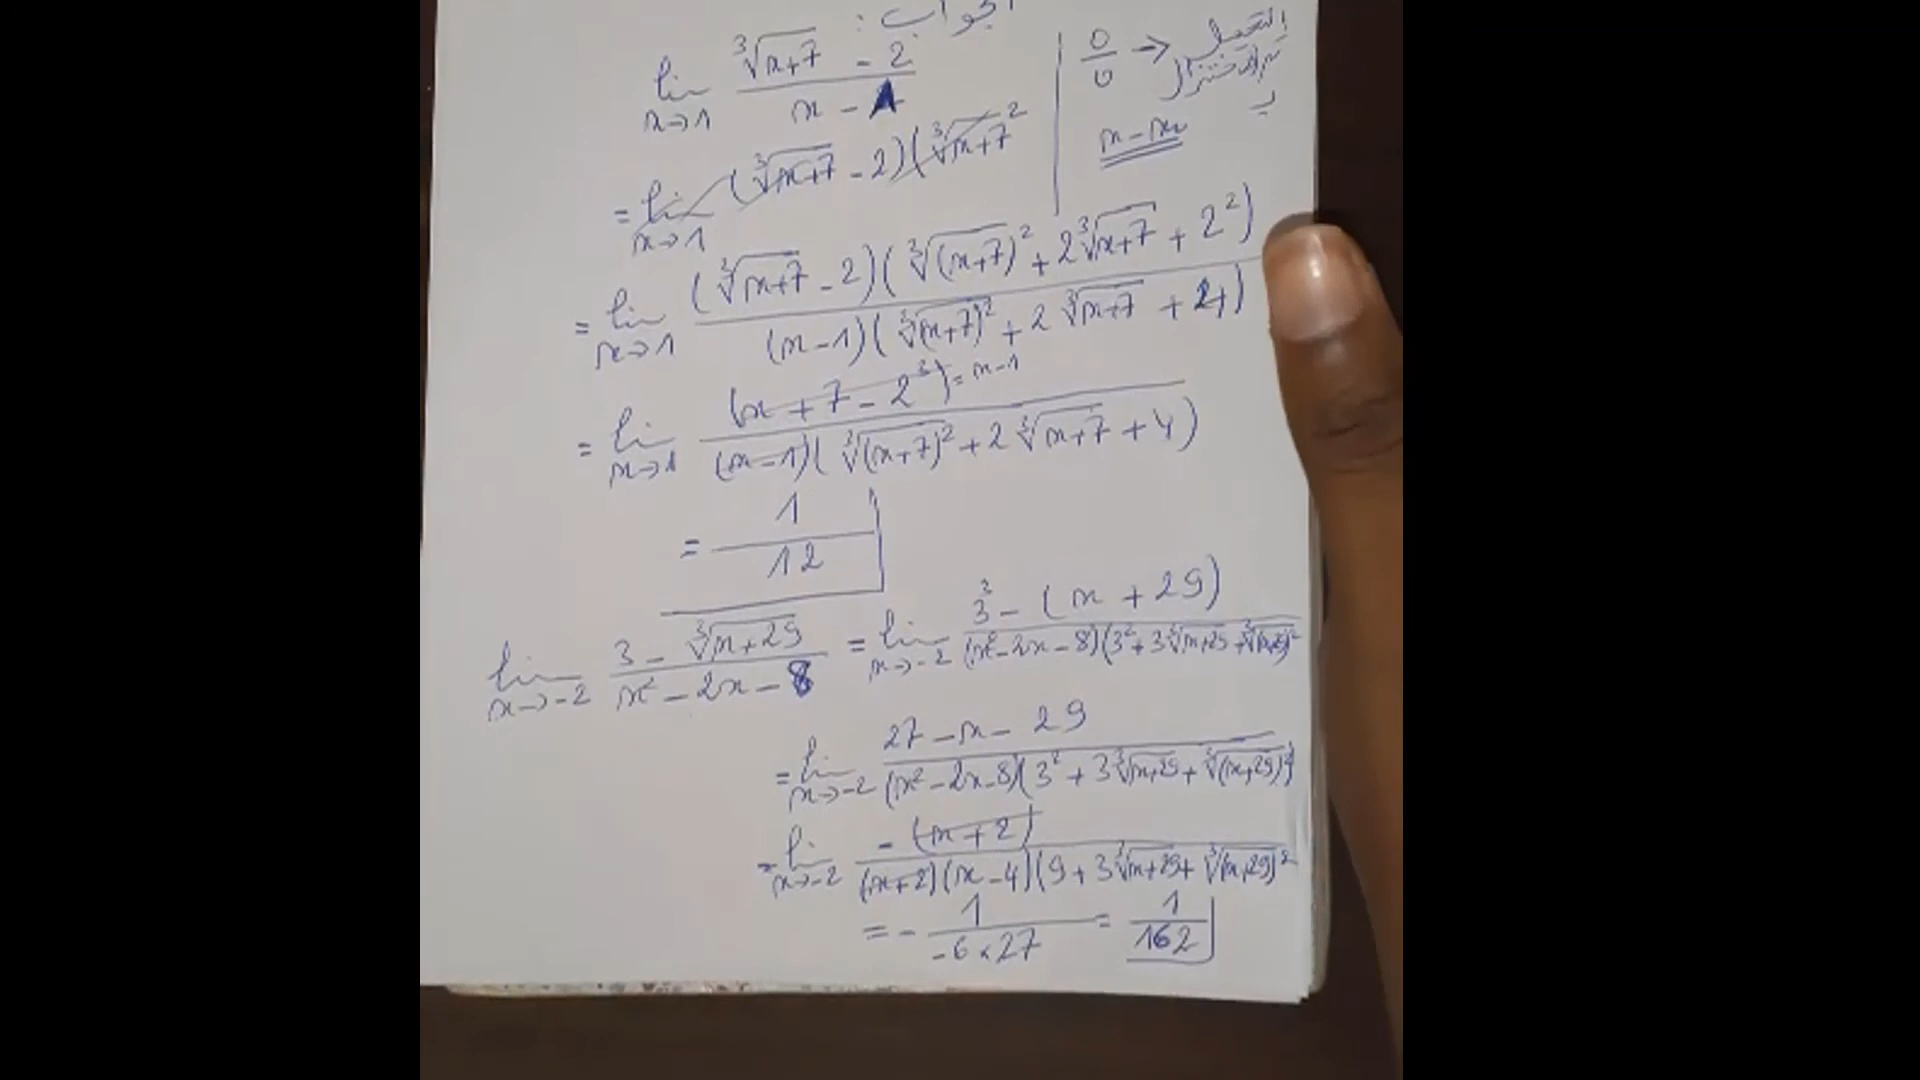 الجواب :
lim x→1 (∛(x+7) - 2)/(x - 1)
0/0 → التعميل
ب
x - x₀
= lim x→1 (∛(x+7) - 2)(∛(x+7)²
= lim x→1 (∛(x+7) - 2)(∛(x+7)² + 2∛(x+7) + 2²)/((x-1)(∛(x+7)² + 2∛(x+7) + 4))
= lim x→1 (x + 7 - 2³) = x-1/((x-1)(∛(x+7)² + 2∛(x+7) + 4))
= 1/12
lim x→-2 (3 - ∛(x+29))/(x² - 2x - 8) = lim x→-2 (3³ - (x + 29))/((x² - 2x - 8)(3² + 3∛(x+29) + ∛(x+29)²
= lim x→-2 (27 - x - 29)/((x² - 2x - 8)(3² + 3∛(x+29) + ∛(x+29)²)
= lim x→-2 -(x + 2)/((x+2)(x-4)(9 + 3∛(x+29) + ∛(x+29)²
= - 1/(-6×27) = 1/162